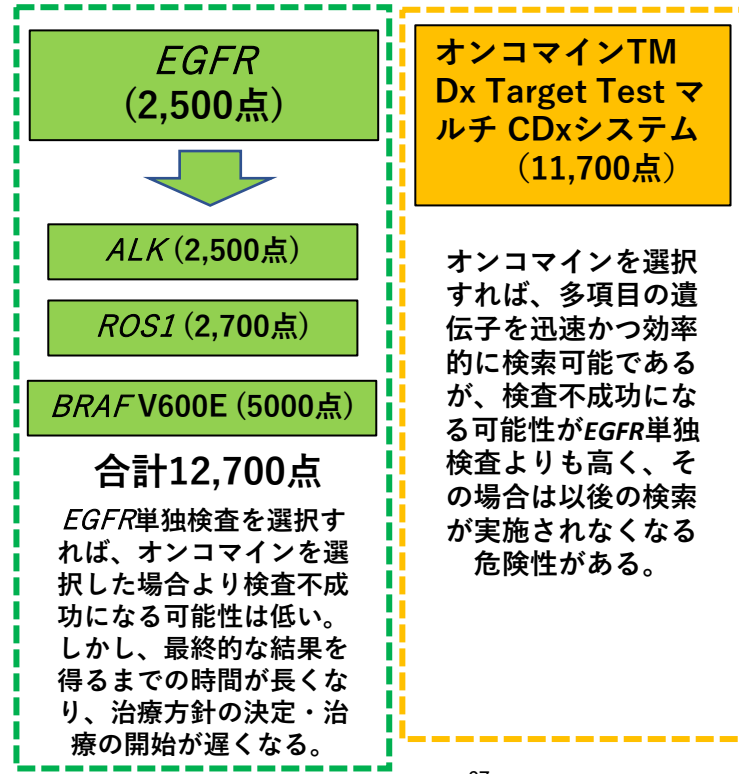 EGFR
(2,500点)
ALK (2,500点)
ROS1 (2,700点)
BRAF V600E (5000点)
合計12,700点
EGFR単独検査を選択す
れば、オンコマインを選
択した場合より検査不成
功になる可能性は低い。
しかし、最終的な結果を
得るまでの時間が長くな
り、治療方針の決定・治
療の開始が遅くなる。
オンコマインTM
Dx Target Test マ
ルチ CDxシステム
（11,700点）
オンコマインを選択
すれば、多項目の遺
伝子を迅速かつ効率
的に検索可能である
が、検査不成功にな
る可能性がEGFR単独
検査よりも高く、そ
の場合は以後の検索
が実施されなくなる
危険性がある。